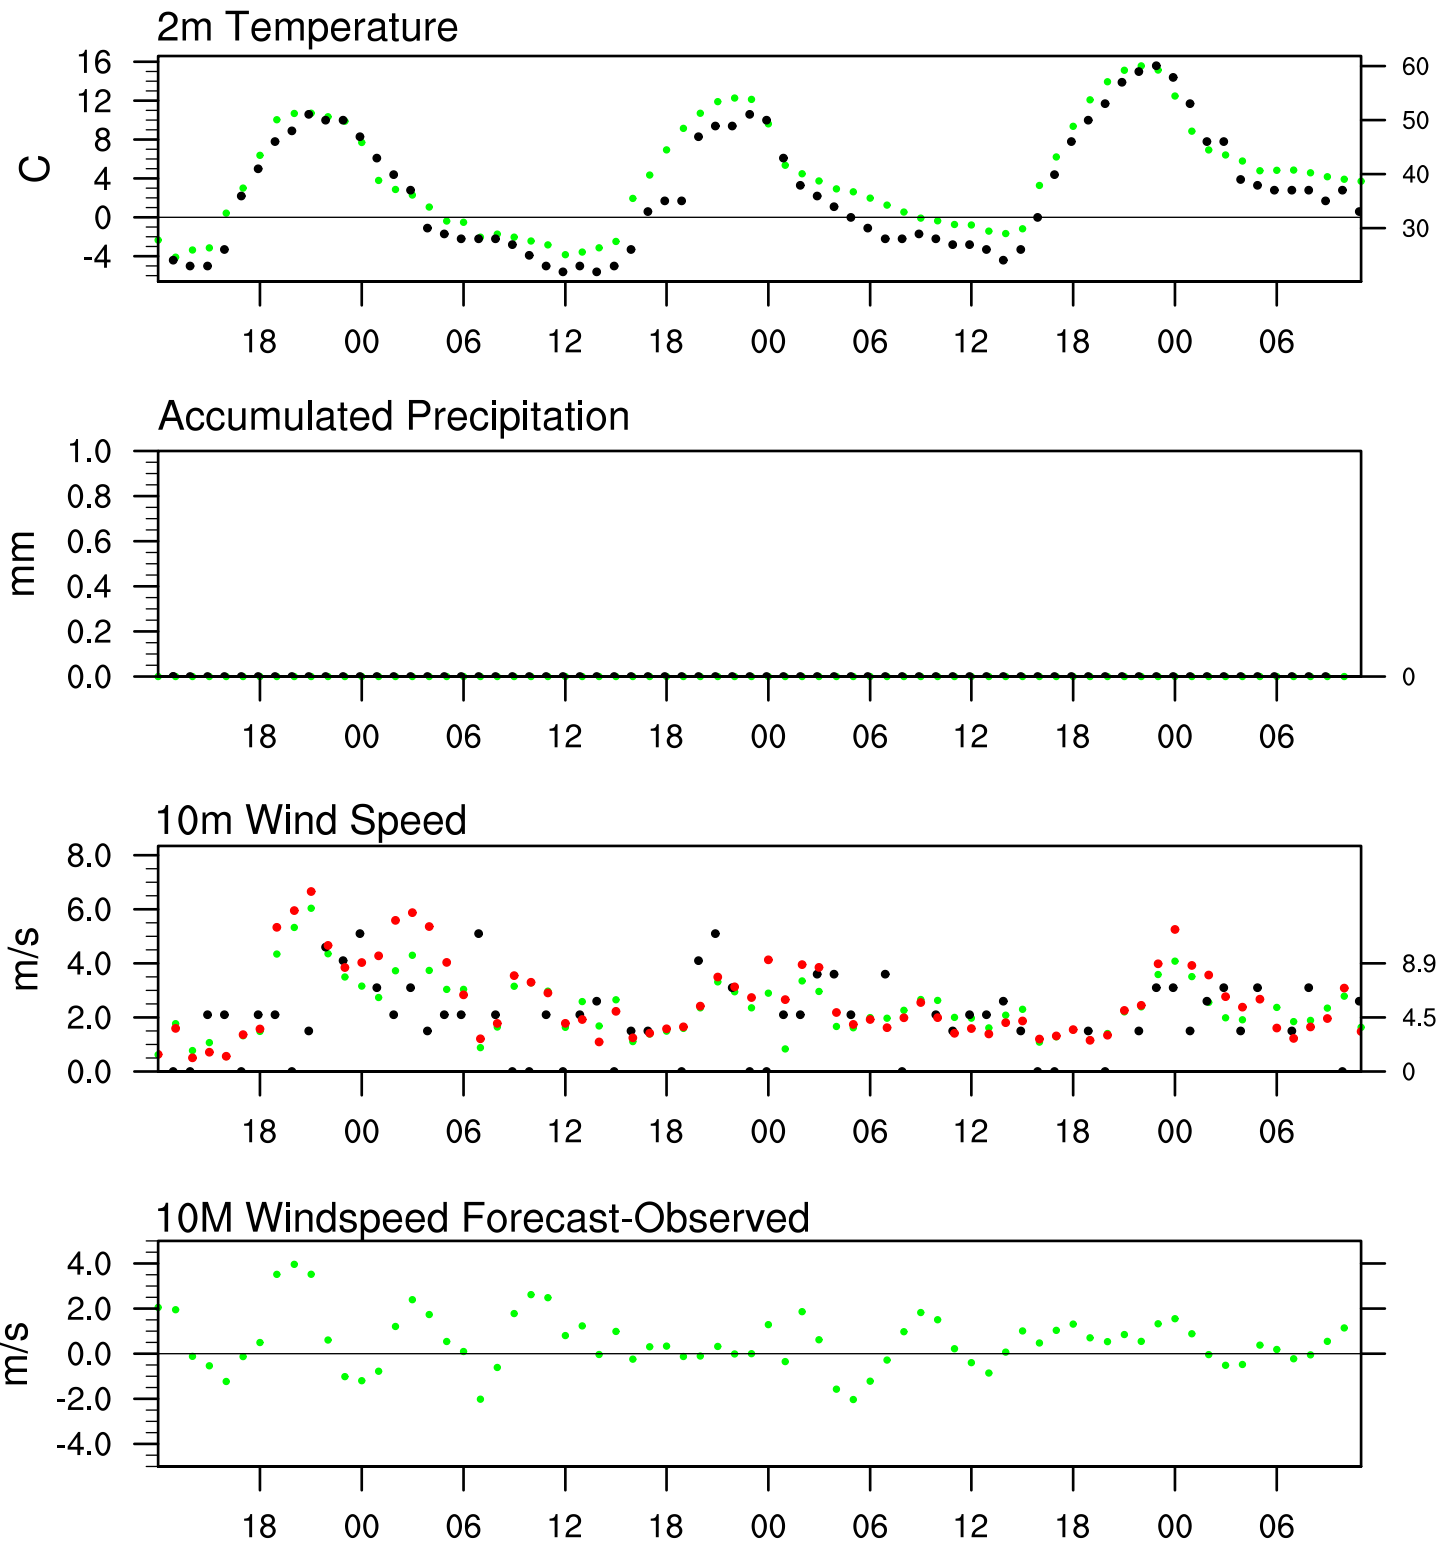 2m Temperature
16
12
8
4
0
-4
C
60
50
40
30
18 00 06 12 18 00 06 12 18 00 06
Accumulated Precipitation
1.0
0.8
0.6
0.4
0.2
0.0
mm
0
18 00 06 12 18 00 06 12 18 00 06
10m Wind Speed
8.0
6.0
4.0
2.0
0.0
m/s
8.9
4.5
0
18 00 06 12 18 00 06 12 18 00 06
10M Windspeed Forecast-Observed
4.0
2.0
0.0
-2.0
-4.0
m/s
18 00 06 12 18 00 06 12 18 00 06